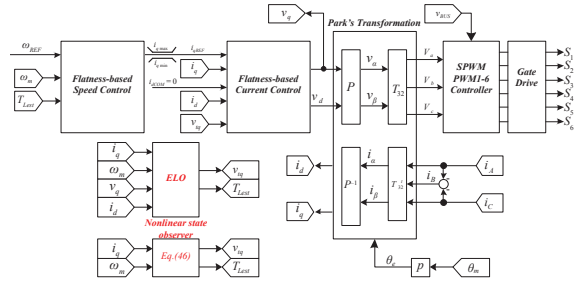 v_q
Park's Transformation
v_BUS
ω_REF
ω_m
T_Lest
Flatness-based
Speed Control
i_q max
i_q min
i_qREF
i_q
i_dCOM = 0
i_d
v_tq
Flatness-based
Current Control
v_d
P
v_α
v_β
T_32
V_a
V_b
V_c
SPWM
PWM1-6
Controller
Gate
Drive
S_1
S_2
S_3
S_4
S_5
S_6
i_q
ω_m
v_q
i_d
ELO
v_tq
T_Lest
Nonlinear state
observer
i_q
ω_m
Eq.(46)
v_tq
T_Lest
i_d
i_q
P⁻¹
i_α
i_β
i_A
i_B
i_C
θ_e
p
θ_m